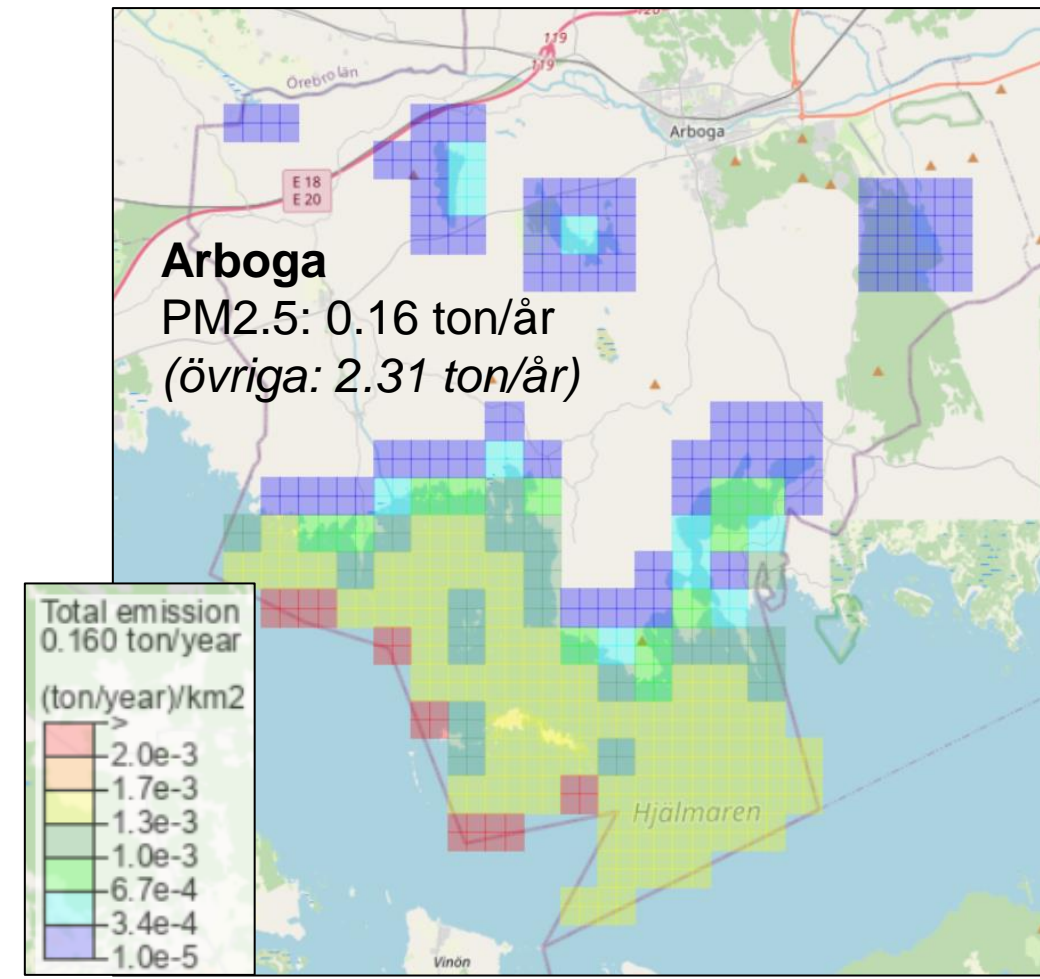 119
119
Örebro län
Arboga
E 18
E 20
Arboga
PM2.5: 0.16 ton/år
(övriga: 2.31 ton/år)
Total emission
0.160 ton/year
(ton/year)/km2
>
2.0e-3
1.7e-3
1.3e-3
1.0e-3
6.7e-4
3.4e-4
1.0e-5
Hjälmaren
Vinön